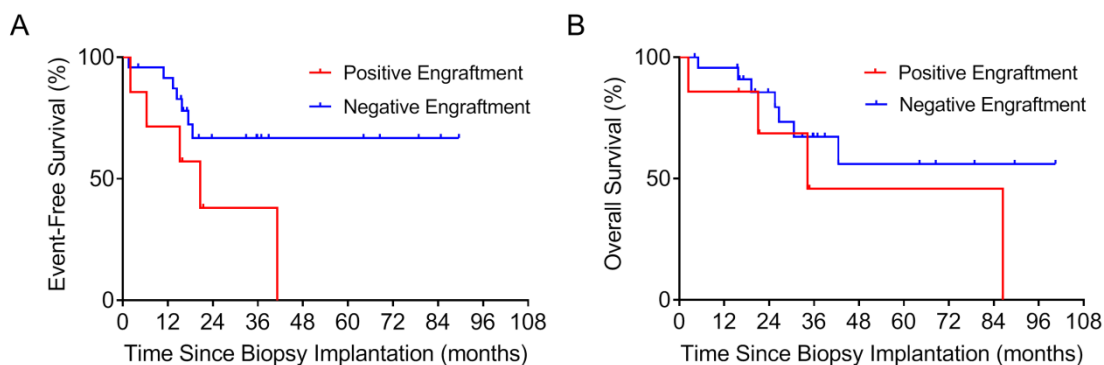 A
Event-Free Survival (%)
100
50
0
Positive Engraftment
Negative Engraftment
0 12 24 36 48 60 72 84 96 108
Time Since Biopsy Implantation (months)
B
Overall Survival (%)
100
50
0
Positive Engraftment
Negative Engraftment
0 12 24 36 48 60 72 84 96 108
Time Since Biopsy Implantation (months)